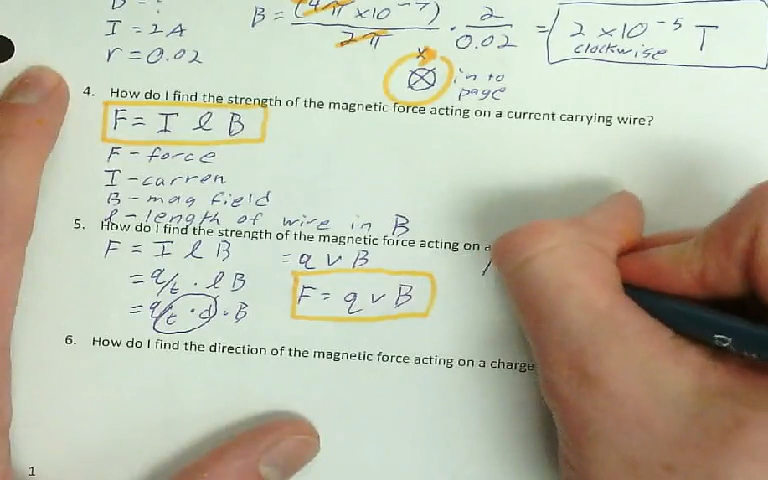 I = 2A
r = 0.02
B = (4π ×10⁻⁷) / 2π · 2 / 0.02 = 2 ×10⁻⁵ T
clockwise
x
in to
page
4. How do I find the strength of the magnetic force acting on a current carrying wire?
F = I ℓ B
F - force
I - curren
B - mag field
ℓ - length of wire in B
5. How do I find the strength of the magnetic force acting on a
F = I ℓ B = q v B
= q/t · ℓ B
F = q v B
6. How do I find the direction of the magnetic force acting on a charge
1